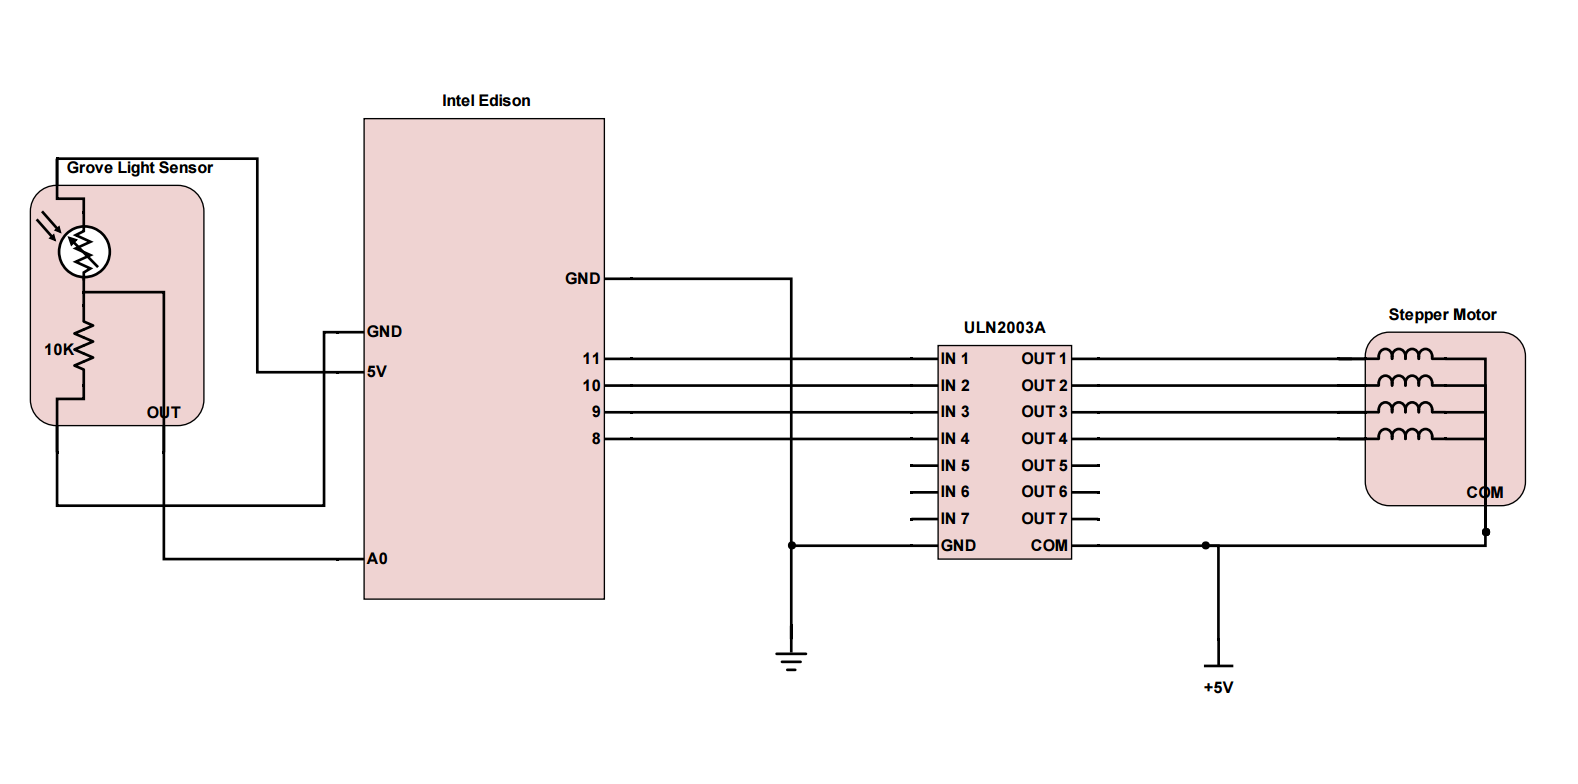 Intel Edison
Grove Light Sensor
10K
OUT
GND
5V
A0
GND
11
10
9
8
ULN2003A
IN 1
IN 2
IN 3
IN 4
IN 5
IN 6
IN 7
GND
OUT 1
OUT 2
OUT 3
OUT 4
OUT 5
OUT 6
OUT 7
COM
Stepper Motor
COM
+5V